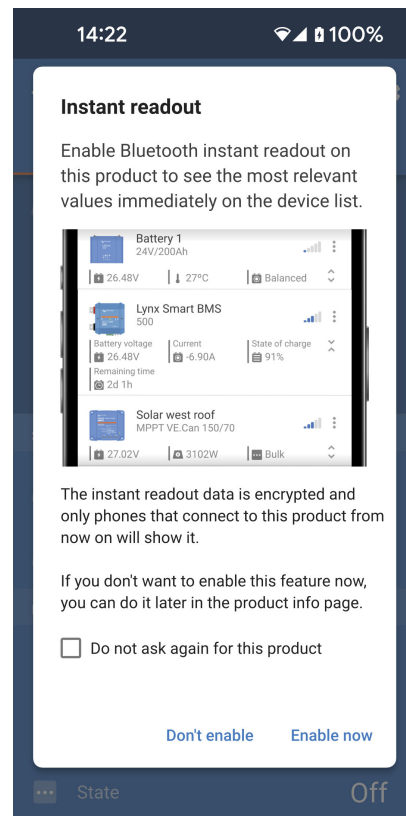 14:22
100%
Instant readout
Enable Bluetooth instant readout on
this product to see the most relevant
values immediately on the device list.
Battery 1
24V/200Ah
26.48V 27ºC Balanced
Lynx Smart BMS
500
Battery voltage Current State of charge
26.48V -6.90A 91%
Remaining time
2d 1h
Solar west roof
MPPT VE.Can 150/70
27.02V 3102W Bulk
The instant readout data is encrypted and
only phones that connect to this product from
now on will show it.
If you don't want to enable this feature now,
you can do it later in the product info page.
Do not ask again for this product
Don't enable Enable now
State Off